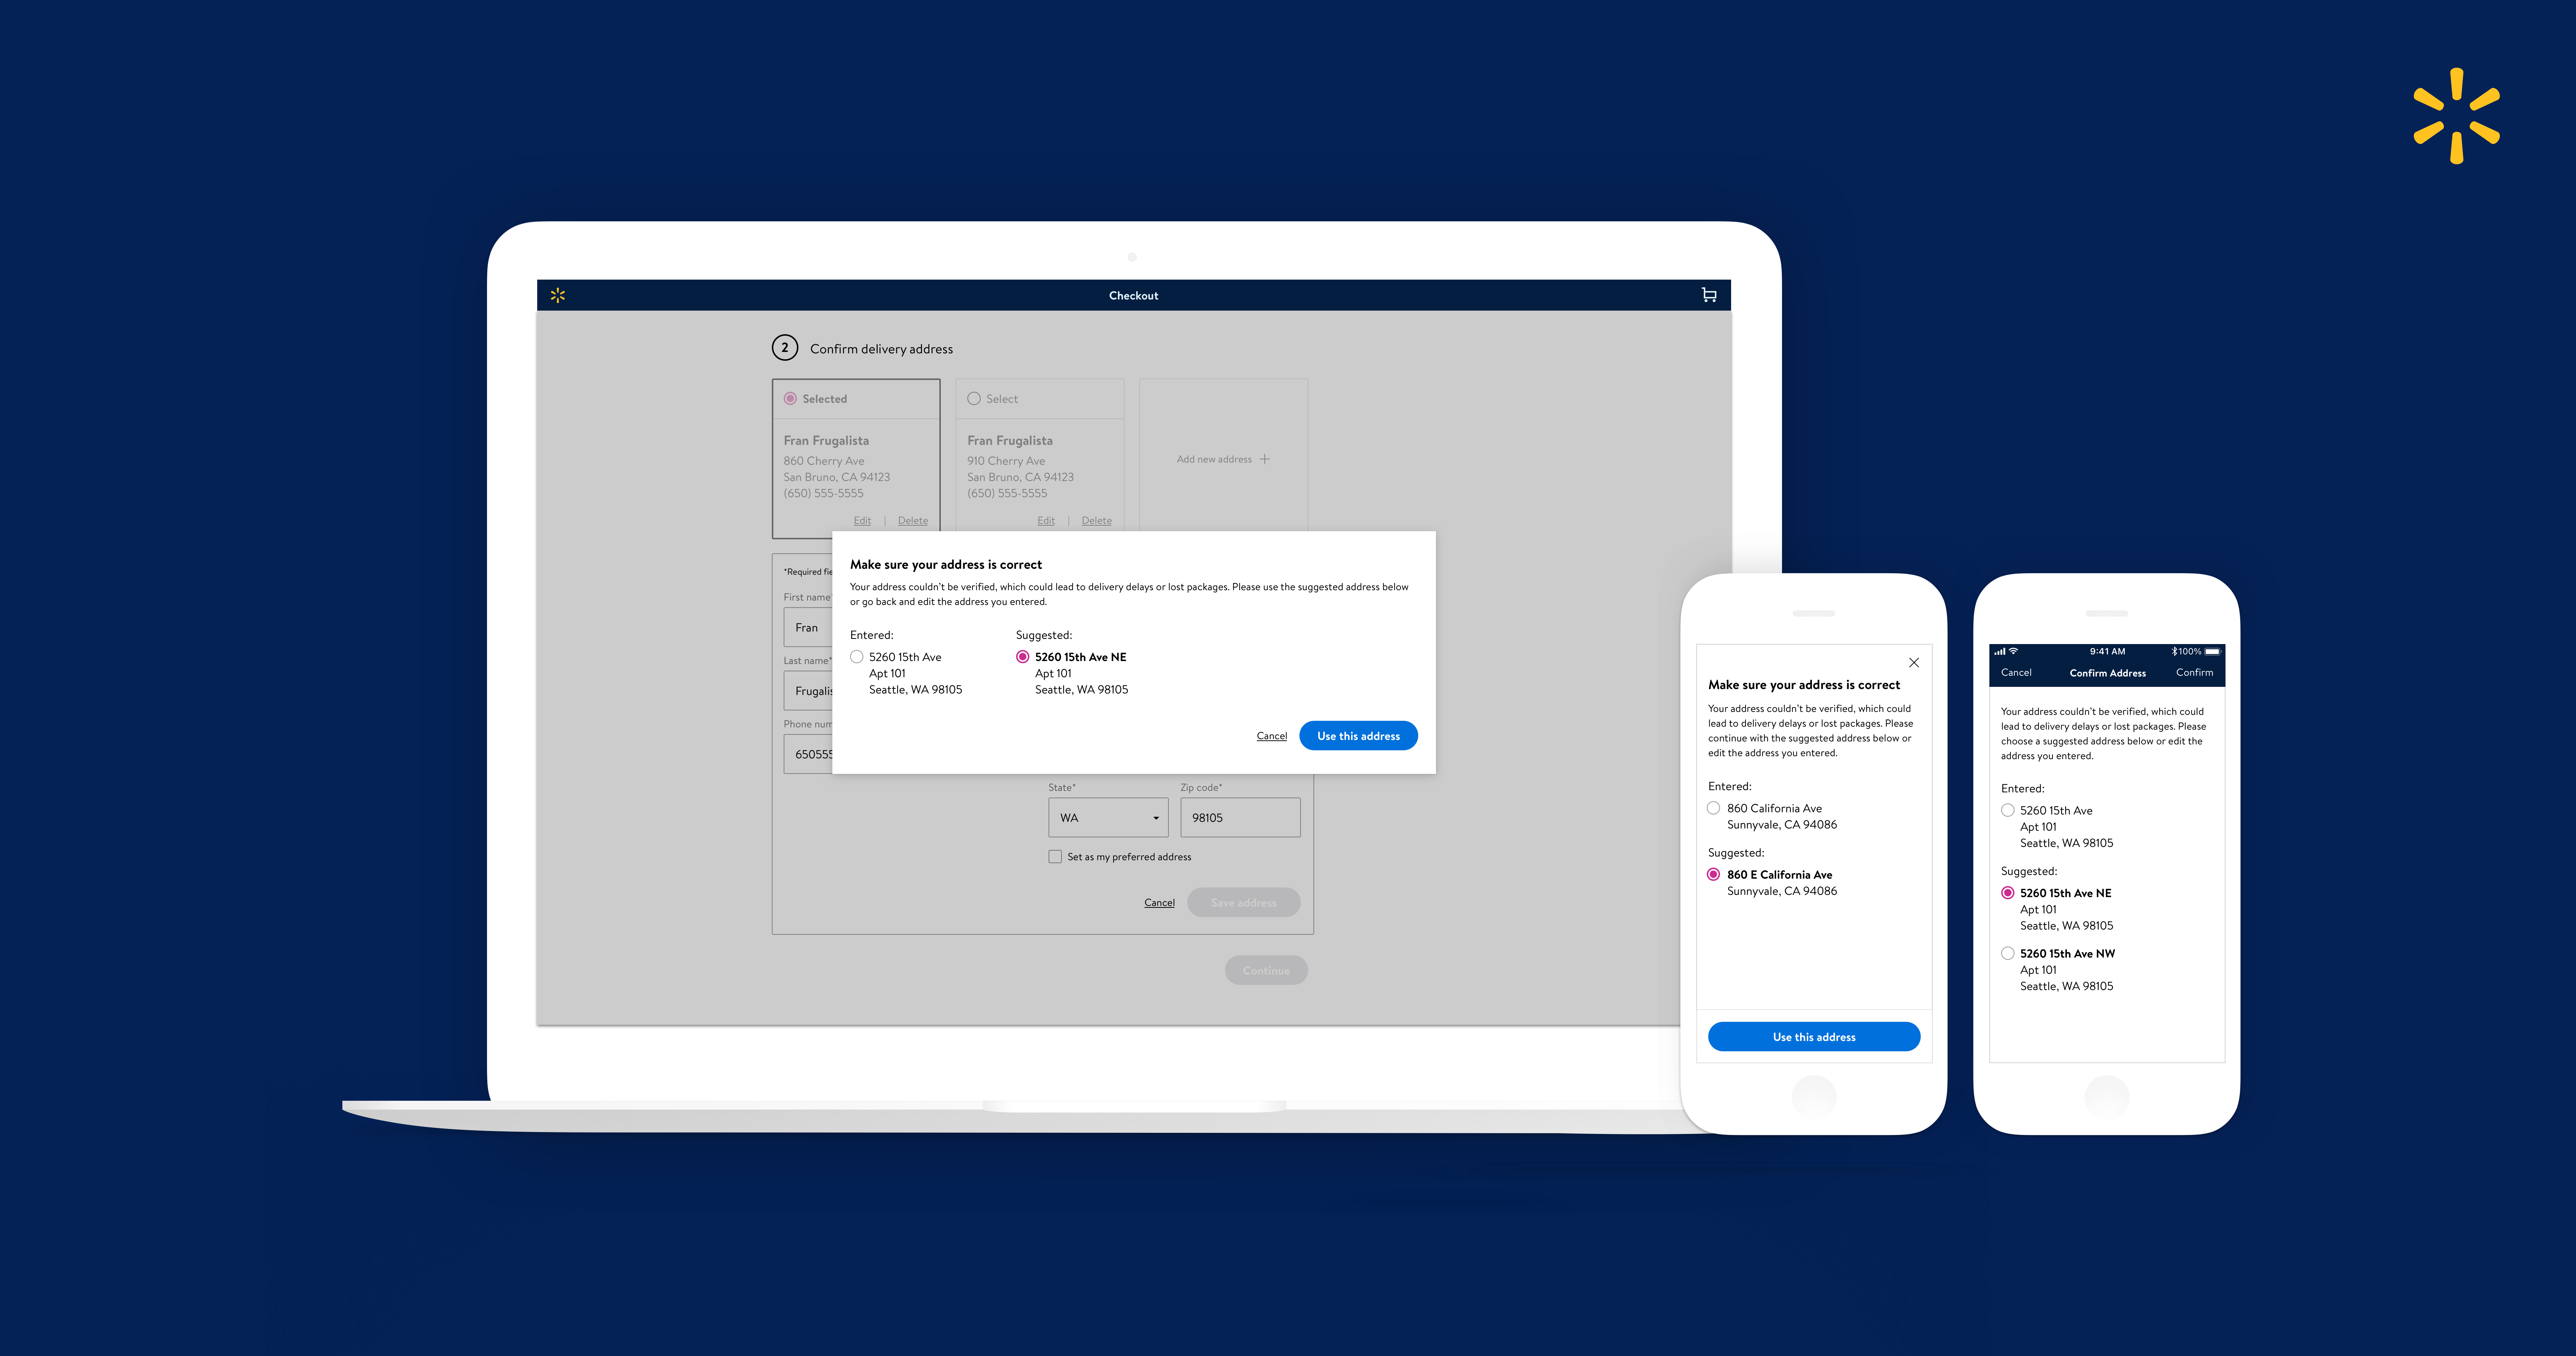 Checkout
2 Confirm delivery address
Selected
Fran Frugalista
860 Cherry Ave
San Bruno, CA 94123
(650) 555-5555
Edit | Delete
Select
Fran Frugalista
910 Cherry Ave
San Bruno, CA 94123
(650) 555-5555
Edit | Delete
Add new address
*Required fie
First name*
Fran
Last name*
Frugalis
Phone num
650555
Make sure your address is correct
Your address couldn't be verified, which could lead to delivery delays or lost packages. Please use the suggested address below
or go back and edit the address you entered.
Entered:
5260 15th Ave
Apt 101
Seattle, WA 98105
Suggested:
5260 15th Ave NE
Apt 101
Seattle, WA 98105
Cancel
Use this address
State*
WA
Zip code*
98105
Set as my preferred address
Cancel
Save address
Continue
Make sure your address is correct
Your address couldn't be verified, which could
lead to delivery delays or lost packages. Please
continue with the suggested address below or
edit the address you entered.
Entered:
860 California Ave
Sunnyvale, CA 94086
Suggested:
860 E California Ave
Sunnyvale, CA 94086
Use this address
9:41 AM
100%
Cancel
Confirm Address
Confirm
Your address couldn't be verified, which could
lead to delivery delays or lost packages. Please
choose a suggested address below or edit the
address you entered.
Entered:
5260 15th Ave
Apt 101
Seattle, WA 98105
Suggested:
5260 15th Ave NE
Apt 101
Seattle, WA 98105
5260 15th Ave NW
Apt 101
Seattle, WA 98105